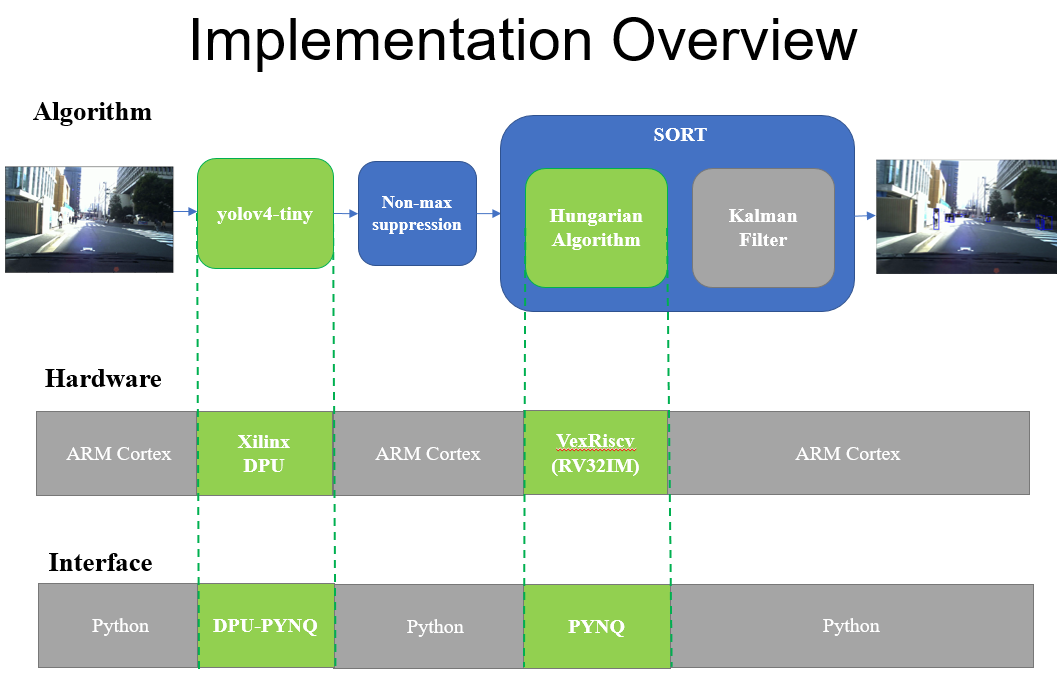 Implementation Overview
Algorithm
yolov4-tiny
Non-max
suppression
SORT
Hungarian
Algorithm
Kalman
Filter
Hardware
ARM Cortex
Xilinx
DPU
ARM Cortex
VexRiscv
(RV32IM)
ARM Cortex
Interface
Python
DPU-PYNQ
Python
PYNQ
Python